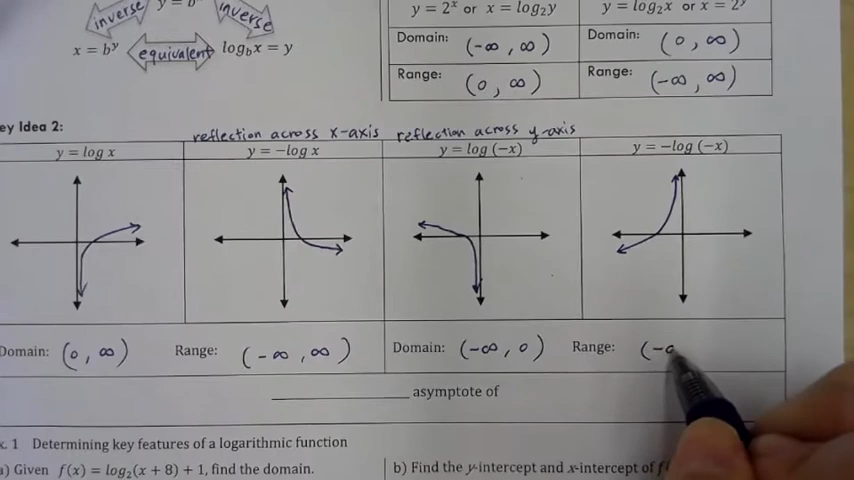 inverse y = b inverse
x = b^y equivalent log_b x = y
y = 2^x or x = log_2 y
y = log_2 x or x = 2^y
Domain: (-∞, ∞)
Domain: (0, ∞)
Range: (0, ∞)
Range: (-∞, ∞)
ey Idea 2:
reflection across x-axis reflection across y-axis
y = log x
y = -log x
y = log (-x)
y = -log (-x)
Domain: (0, ∞) Range: (-∞, ∞) Domain: (-∞, 0) Range: (-
____________ asymptote of
x. 1 Determining key features of a logarithmic function
a) Given f(x) = log_2(x + 8) + 1, find the domain.
b) Find the y-intercept and x-intercept of